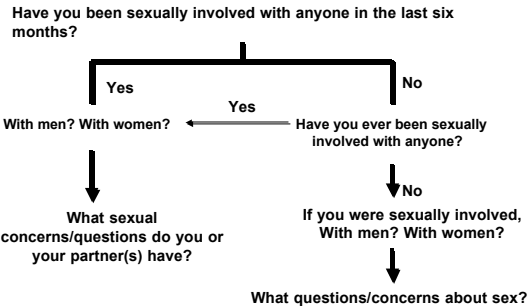 Have you been sexually involved with anyone in the last six
months?
Yes
No
Yes
With men? With women?
Have you ever been sexually
involved with anyone?
No
What sexual
concerns/questions do you or
your partner(s) have?
If you were sexually involved,
With men? With women?
What questions/concerns about sex?